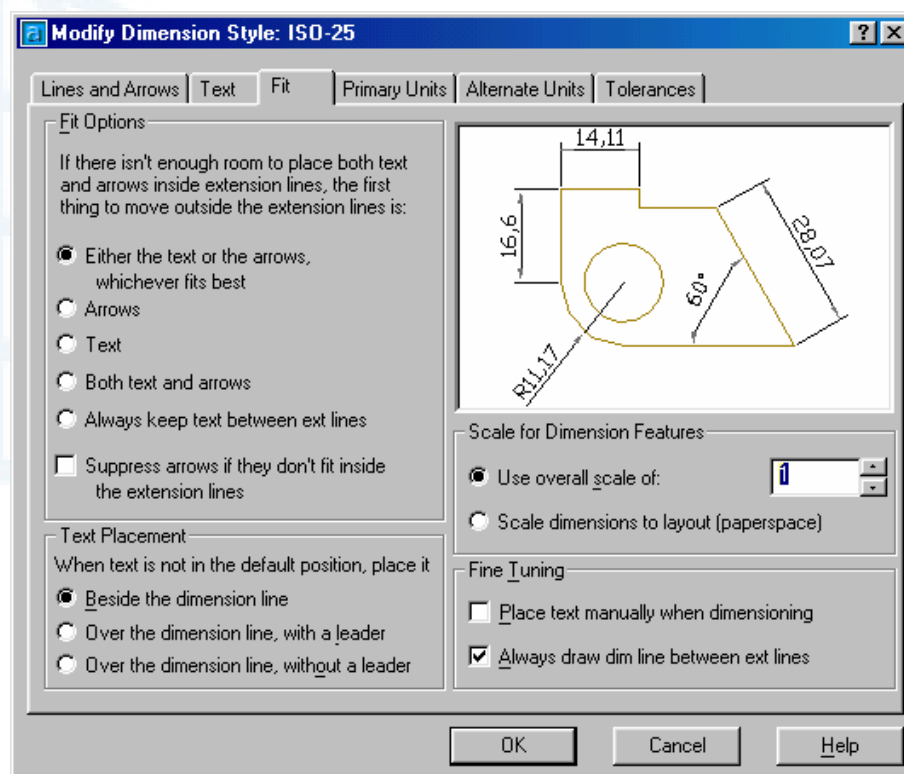 Modify Dimension Style: ISO-25
Lines and Arrows
Text
Fit
Primary Units
Alternate Units
Tolerances
Fit Options
If there isn't enough room to place both text
and arrows inside extension lines, the first
thing to move outside the extension lines is:
Either the text or the arrows,
whichever fits best
Arrows
Text
Both text and arrows
Always keep text between ext lines
Suppress arrows if they don't fit inside
the extension lines
Text Placement
When text is not in the default position, place it
Beside the dimension line
Over the dimension line, with a leader
Over the dimension line, without a leader
14,11
16,6
28,07
60°
R11,17
Scale for Dimension Features
Use overall scale of:
1
Scale dimensions to layout (paperspace)
Fine Tuning
Place text manually when dimensioning
Always draw dim line between ext lines
OK
Cancel
Help